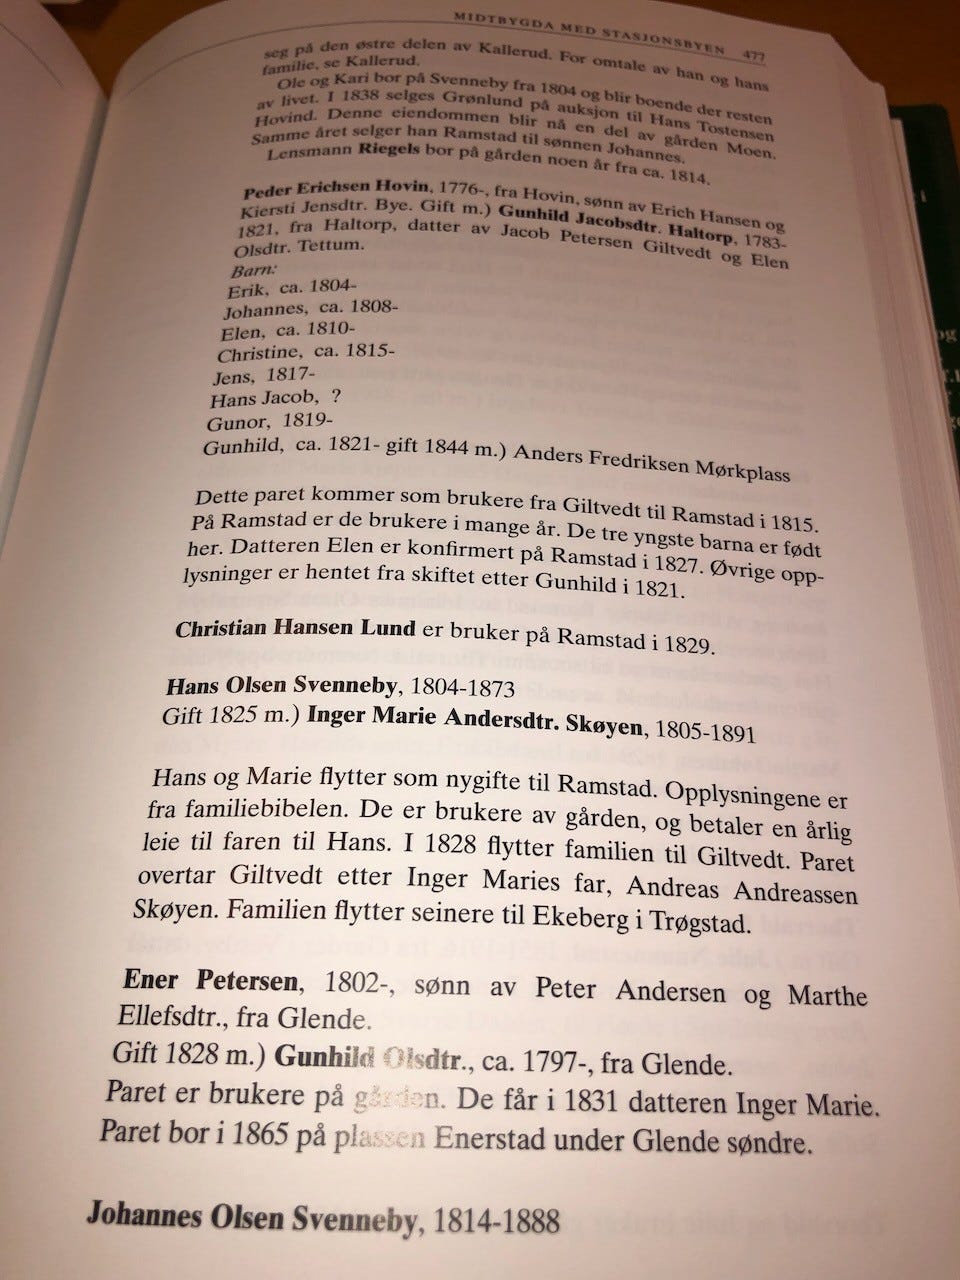 MIDTBYGDA MED STASJONSBYEN 477
seg på den østre delen av Kallerud. For omtale av han og hans
familie, se Kallerud.
Ole og Kari bor på Svenneby fra 1804 og blir boende der resten
av livet. I 1838 selges Grønlund på auksjon til Hans Tostensen
Hovind. Denne eiendommen blir nå en del av gården Moen.
Samme året selger han Ramstad til sønnen Johannes.
Lensmann Riegels bor på gården noen år fra ca. 1814.
Peder Erichsen Hovin, 1776-, fra Hovin, sønn av Erich Hansen og
Kiersti Jensdtr. Bye. Gift m.) Gunhild Jacobsdtr. Haltorp, 1783-
1821, fra Haltorp, datter av Jacob Petersen Giltvedt og Elen
Olsdtr. Tettum.
Barn:
Erik, ca. 1804-
Johannes, ca. 1808-
Elen, ca. 1810-
Christine, ca. 1815-
Jens, 1817-
Hans Jacob, ?
Gunor, 1819-
Gunhild, ca. 1821- gift 1844 m.) Anders Fredriksen Mørkplass
Dette paret kommer som brukere fra Giltvedt til Ramstad i 1815.
På Ramstad er de brukere i mange år. De tre yngste barna er født
her. Datteren Elen er konfirmert på Ramstad i 1827. Øvrige opp-
lysninger er hentet fra skiftet etter Gunhild i 1821.
Christian Hansen Lund er bruker på Ramstad i 1829.
Hans Olsen Svenneby, 1804-1873
Gift 1825 m.) Inger Marie Andersdtr. Skøyen, 1805-1891
Hans og Marie flytter som nygifte til Ramstad. Opplysningene er
fra familiebibelen. De er brukere av gården, og betaler en årlig
leie til faren til Hans. I 1828 flytter familien til Giltvedt. Paret
overtar Giltvedt etter Inger Maries far, Andreas Andreassen
Skøyen. Familien flytter seinere til Ekeberg i Trøgstad.
Ener Petersen, 1802-, sønn av Peter Andersen og Marthe
Ellefsdtr., fra Glende.
Gift 1828 m.) Gunhild Olsdtr., ca. 1797-, fra Glende.
Paret er brukere på gården. De får i 1831 datteren Inger Marie.
Paret bor i 1865 på plassen Enerstad under Glende søndre.
Johannes Olsen Svenneby, 1814-1888